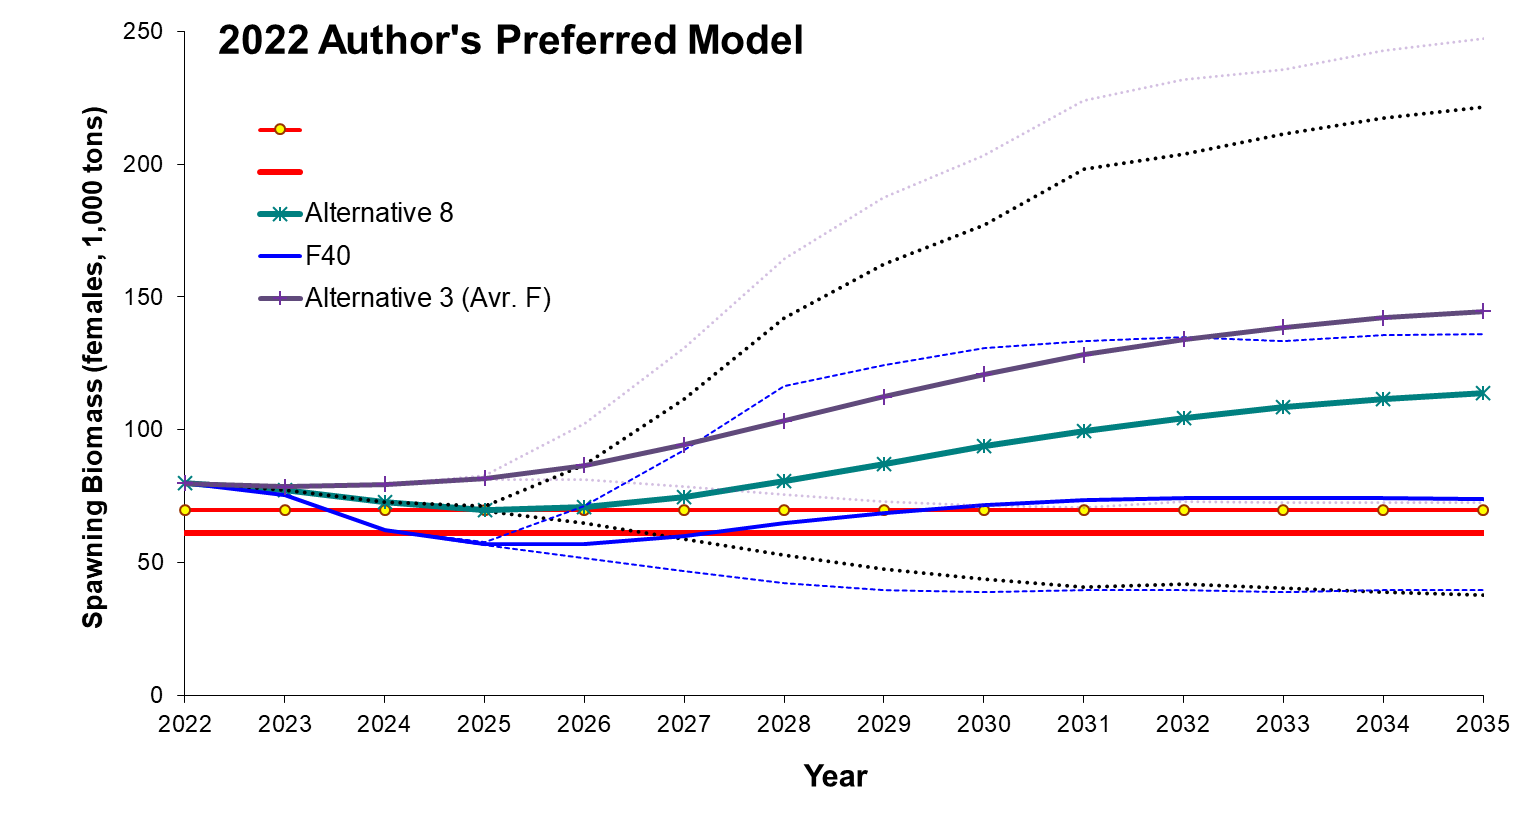 2022 Author's Preferred Model
250
200
150
100
50
0
Spawning Biomass (females, 1,000 tons)
Alternative 8
F40
Alternative 3 (Avr. F)
2022 2023 2024 2025 2026 2027 2028 2029 2030 2031 2032 2033 2034 2035
Year